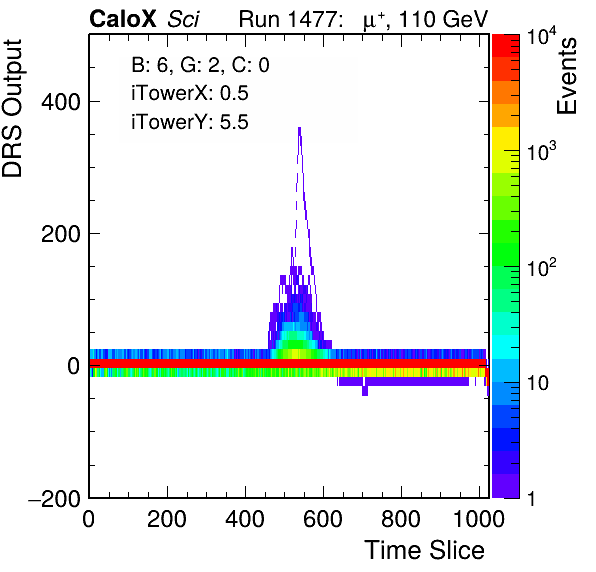 CaloX Sci Run 1477: μ⁺, 110 GeV
B: 6, G: 2, C: 0
iTowerX: 0.5
iTowerY: 5.5
DRS Output
400
200
0
−200
0 200 400 600 800 1000
Time Slice
Events
10⁴
10³
10²
10
1